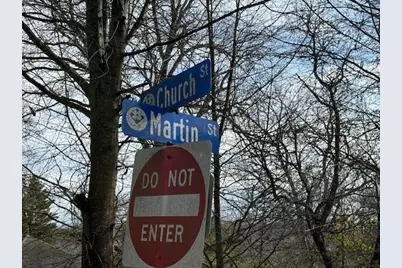 Church St
Martin St
DO NOT
ENTER